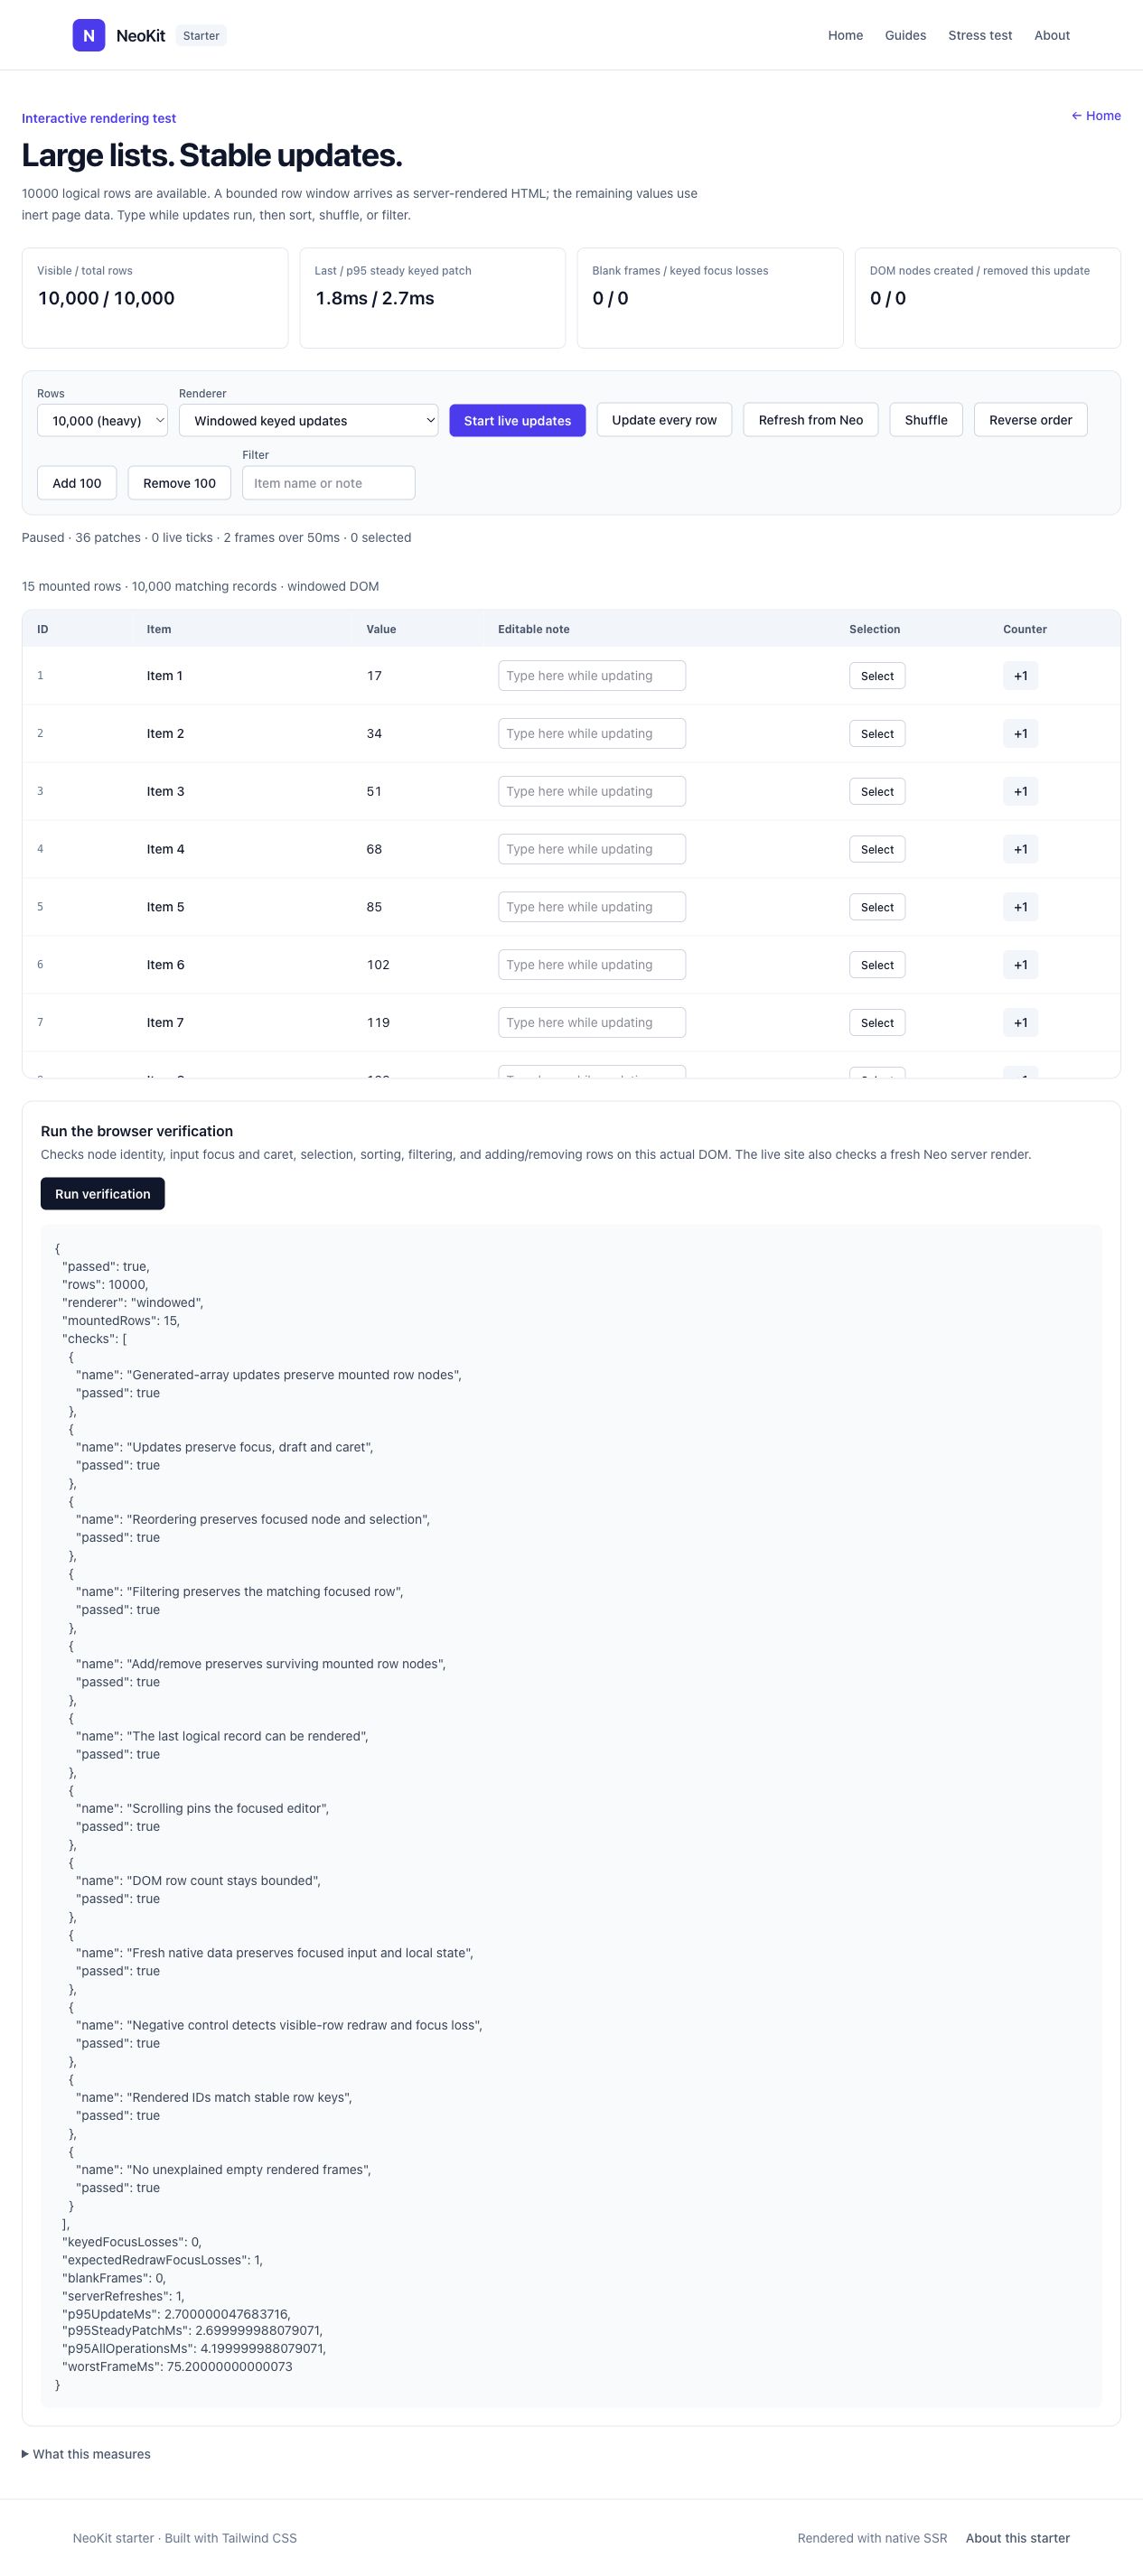 N NeoKit Starter Home Guides Stress test About
Interactive rendering test ← Home
Large lists. Stable updates.
10000 logical rows are available. A bounded row window arrives as server-rendered HTML; the remaining values use
inert page data. Type while updates run, then sort, shuffle, or filter.
Visible / total rows Last / p95 steady keyed patch Blank frames / keyed focus losses DOM nodes created / removed this update
10,000 / 10,000 1.8ms / 2.7ms 0 / 0 0 / 0
Rows Renderer
10,000 (heavy) Windowed keyed updates Start live updates Update every row Refresh from Neo Shuffle Reverse order
Filter
Add 100 Remove 100 Item name or note
Paused · 36 patches · 0 live ticks · 2 frames over 50ms · 0 selected
15 mounted rows · 10,000 matching records · windowed DOM
ID Item Value Editable note Selection Counter
1 Item 1 17 Type here while updating Select +1
2 Item 2 34 Type here while updating Select +1
3 Item 3 51 Type here while updating Select +1
4 Item 4 68 Type here while updating Select +1
5 Item 5 85 Type here while updating Select +1
6 Item 6 102 Type here while updating Select +1
7 Item 7 119 Type here while updating Select +1
Run the browser verification
Checks node identity, input focus and caret, selection, sorting, filtering, and adding/removing rows on this actual DOM. The live site also checks a fresh Neo server render.
Run verification
{
"passed": true,
"rows": 10000,
"renderer": "windowed",
"mountedRows": 15,
"checks": [
{
"name": "Generated-array updates preserve mounted row nodes",
"passed": true
},
{
"name": "Updates preserve focus, draft and caret",
"passed": true
},
{
"name": "Reordering preserves focused node and selection",
"passed": true
},
{
"name": "Filtering preserves the matching focused row",
"passed": true
},
{
"name": "Add/remove preserves surviving mounted row nodes",
"passed": true
},
{
"name": "The last logical record can be rendered",
"passed": true
},
{
"name": "Scrolling pins the focused editor",
"passed": true
},
{
"name": "DOM row count stays bounded",
"passed": true
},
{
"name": "Fresh native data preserves focused input and local state",
"passed": true
},
{
"name": "Negative control detects visible-row redraw and focus loss",
"passed": true
},
{
"name": "Rendered IDs match stable row keys",
"passed": true
},
{
"name": "No unexplained empty rendered frames",
"passed": true
}
],
"keyedFocusLosses": 0,
"expectedRedrawFocusLosses": 1,
"blankFrames": 0,
"serverRefreshes": 1,
"p95UpdateMs": 2.700000047683716,
"p95SteadyPatchMs": 2.699999988079071,
"p95AllOperationsMs": 4.199999988079071,
"worstFrameMs": 75.20000000000073
}
▶ What this measures
NeoKit starter · Built with Tailwind CSS Rendered with native SSR About this starter